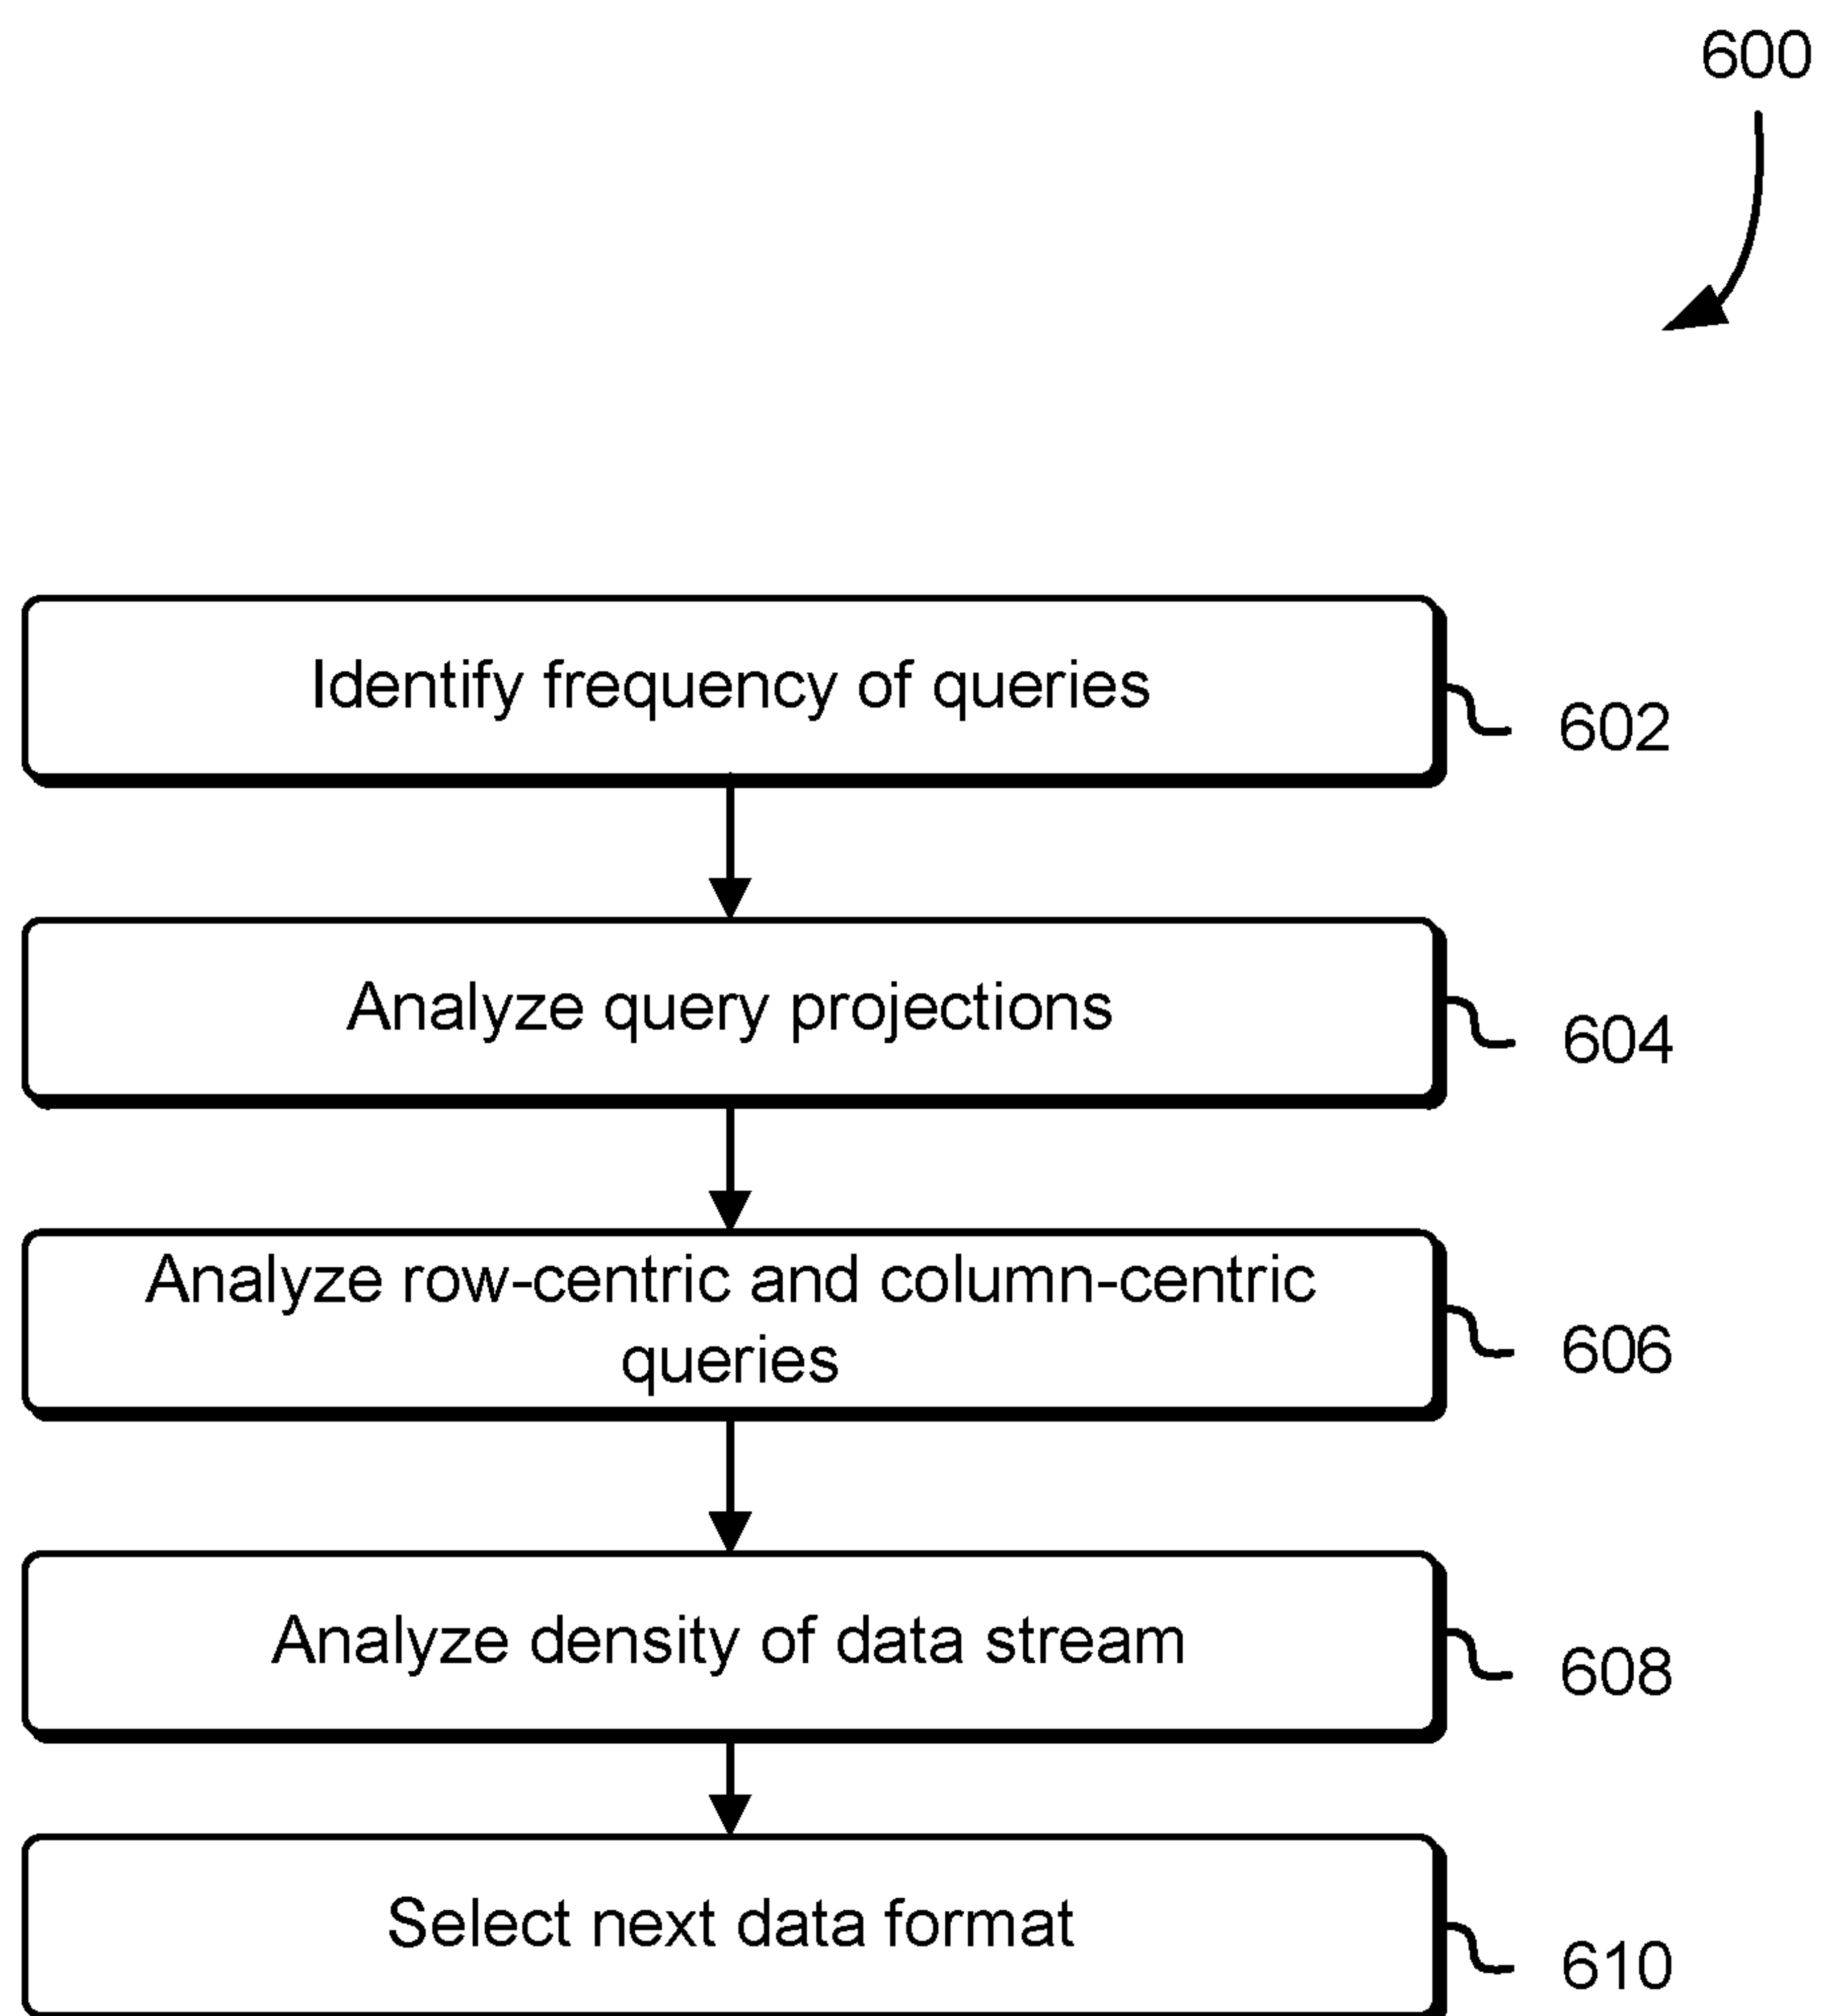 600
Identify frequency of queries
602
Analyze query projections
604
Analyze row-centric and column-centric
queries
606
Analyze density of data stream
608
Select next data format
610